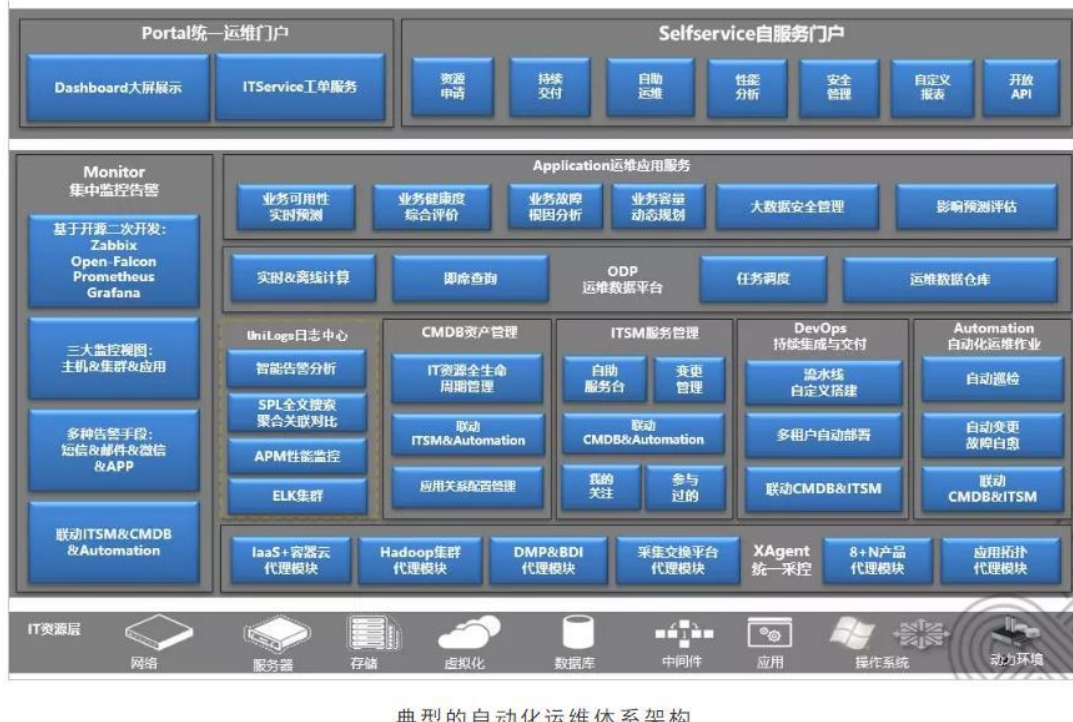 Portal统一运维门户
Dashboard大屏展示
ITService工单服务
Selfservice自服务门户
资源
申请
持续
交付
自助
运维
性能
分析
安全
管理
自定义
报表
开放
API
Monitor
集中监控告警
基于开源二次开发:
Zabbix
Open-Falcon
Prometheus
Grafana
三大监控视图:
主机&集群&应用
多种告警手段:
短信&邮件&微信
&APP
联动ITSM&CMDB
&Automation
Application运维应用服务
业务可用性
实时预测
业务健康度
综合评价
业务故障
根因分析
业务容量
动态规划
大数据安全管理
影响预测评估
实时&离线计算
即席查询
ODP
运维数据平台
任务调度
运维数据仓库
UniLogs日志中心
智能告警分析
SPL全文搜索
聚合关联对比
APM性能监控
ELK集群
CMDB资产管理
IT资源全生命
周期管理
联动
ITSM&Automation
应用关系配置管理
ITSM服务管理
自助
服务台
变更
管理
联动
CMDB&Automation
我的
关注
参与
过的
DevOps
持续集成与交付
流水线
自定义搭建
多租户自动部署
联动CMDB&ITSM
Automation
自动化运维作业
自动巡检
自动变更
故障自愈
联动
CMDB&ITSM
IaaS+容器云
代理模块
Hadoop集群
代理模块
DMP&BDI
代理模块
采集交换平台
代理模块
XAgent
统一采控
8+N产品
代理模块
应用拓扑
代理模块
IT资源层
网络
服务器
存储
虚拟化
数据库
中间件
应用
操作系统
动力环境
典型的自动化运维体系架构